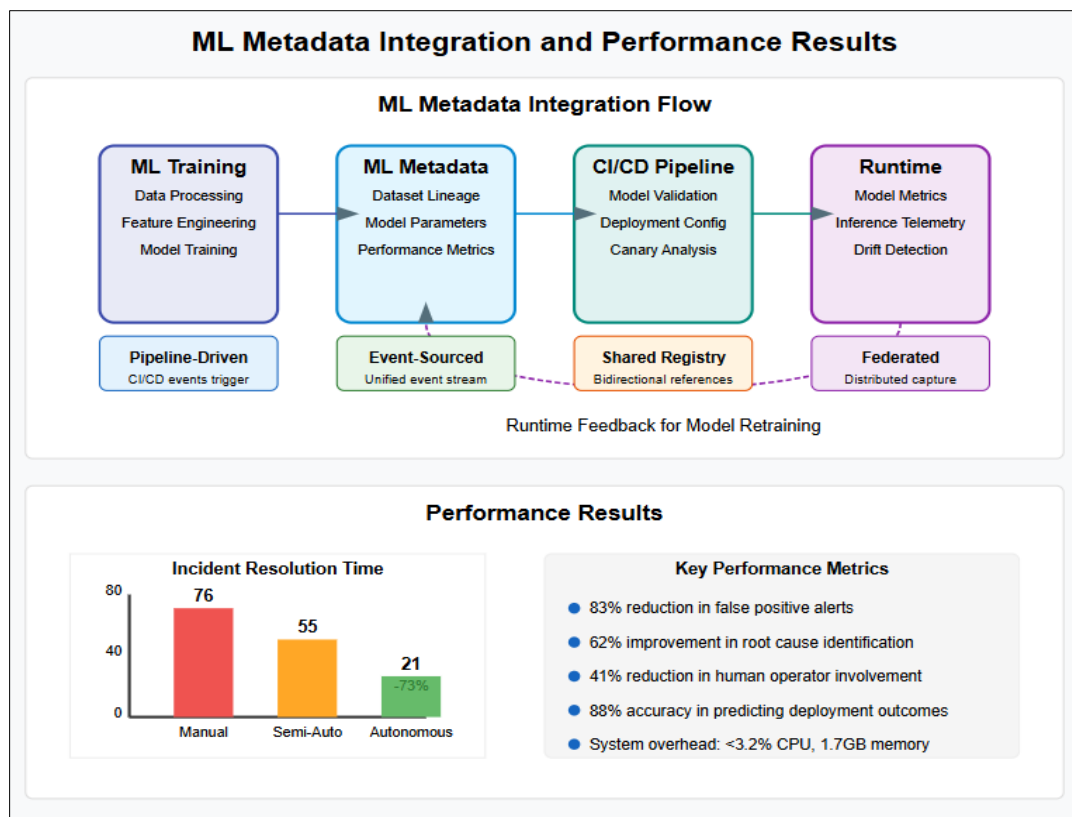 ML Metadata Integration and Performance Results
ML Metadata Integration Flow
ML Training
Data Processing
Feature Engineering
Model Training
ML Metadata
Dataset Lineage
Model Parameters
Performance Metrics
CI/CD Pipeline
Model Validation
Deployment Config
Canary Analysis
Runtime
Model Metrics
Inference Telemetry
Drift Detection
Pipeline-Driven
CI/CD events trigger
Event-Sourced
Unified event stream
Shared Registry
Bidirectional references
Federated
Distributed capture
Runtime Feedback for Model Retraining
Performance Results
Incident Resolution Time
80
40
0
76
55
21
-73%
Manual
Semi-Auto
Autonomous
Key Performance Metrics
83% reduction in false positive alerts
62% improvement in root cause identification
41% reduction in human operator involvement
88% accuracy in predicting deployment outcomes
System overhead: <3.2% CPU, 1.7GB memory